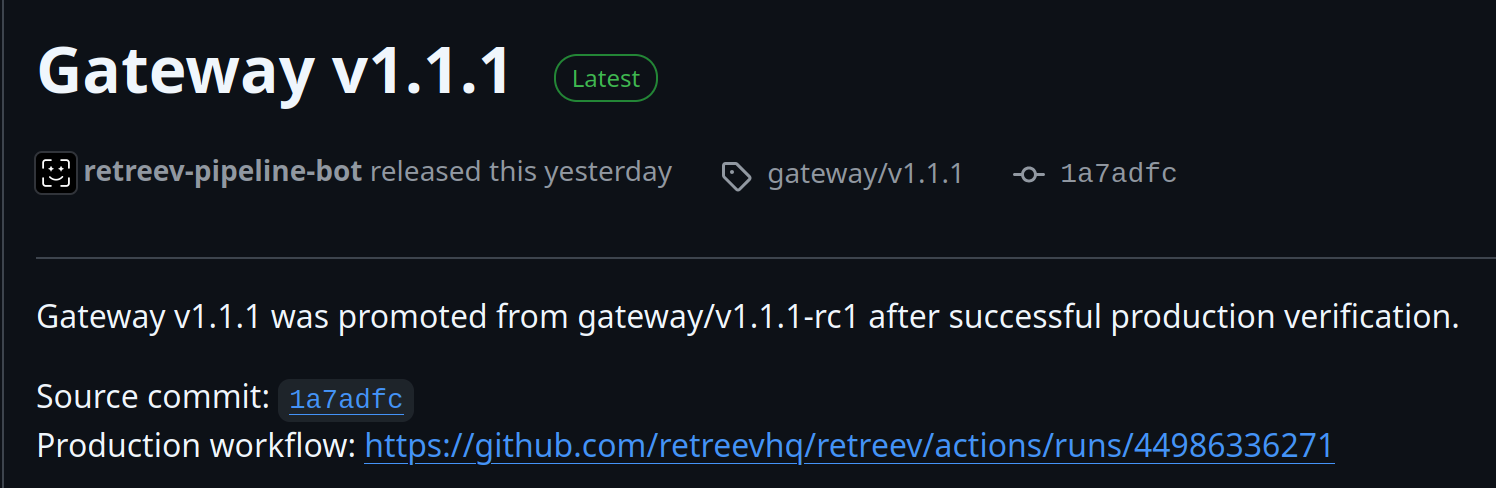 Gateway v1.1.1 Latest
retreev-pipeline-bot released this yesterday gateway/v1.1.1 1a7adfc
Gateway v1.1.1 was promoted from gateway/v1.1.1-rc1 after successful production verification.
Source commit: 1a7adfc
Production workflow: https://github.com/retreevhq/retreev/actions/runs/44986336271